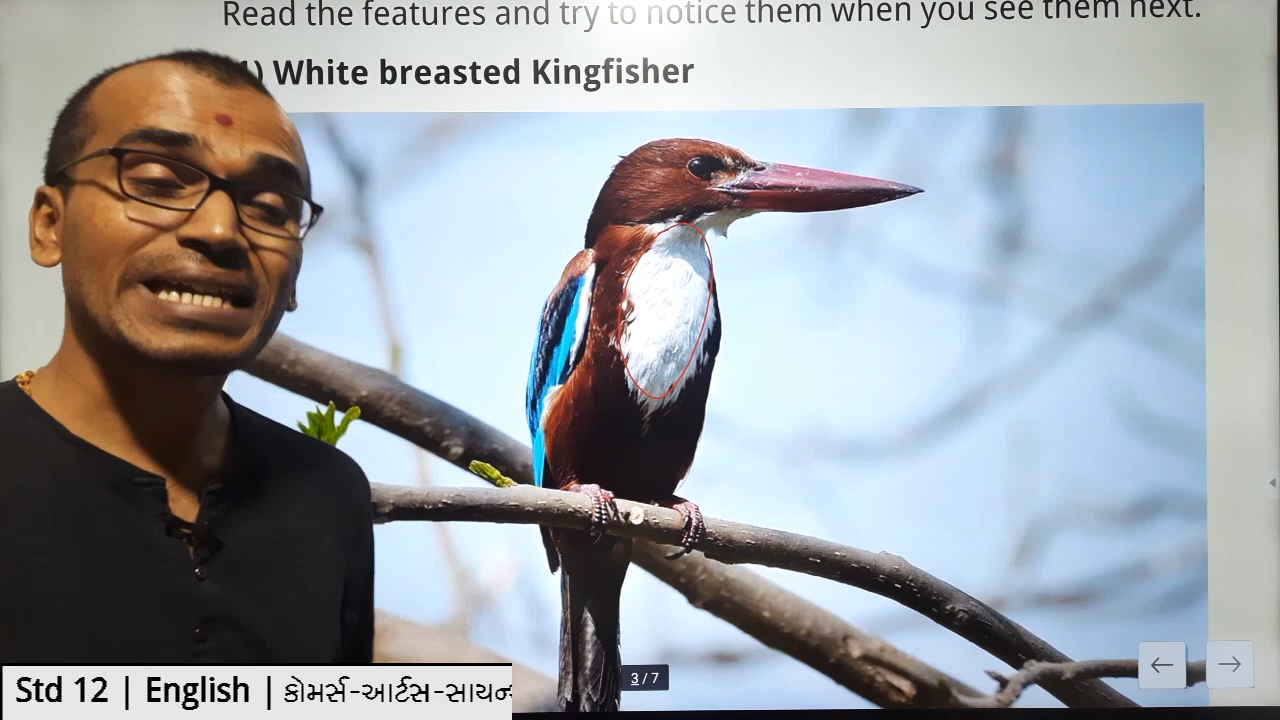 Read the features and try to notice them when you see them next.
1) White breasted Kingfisher
3 / 7
Std 12 | English | કોમર્સ-આર્ટસ-સાયન્